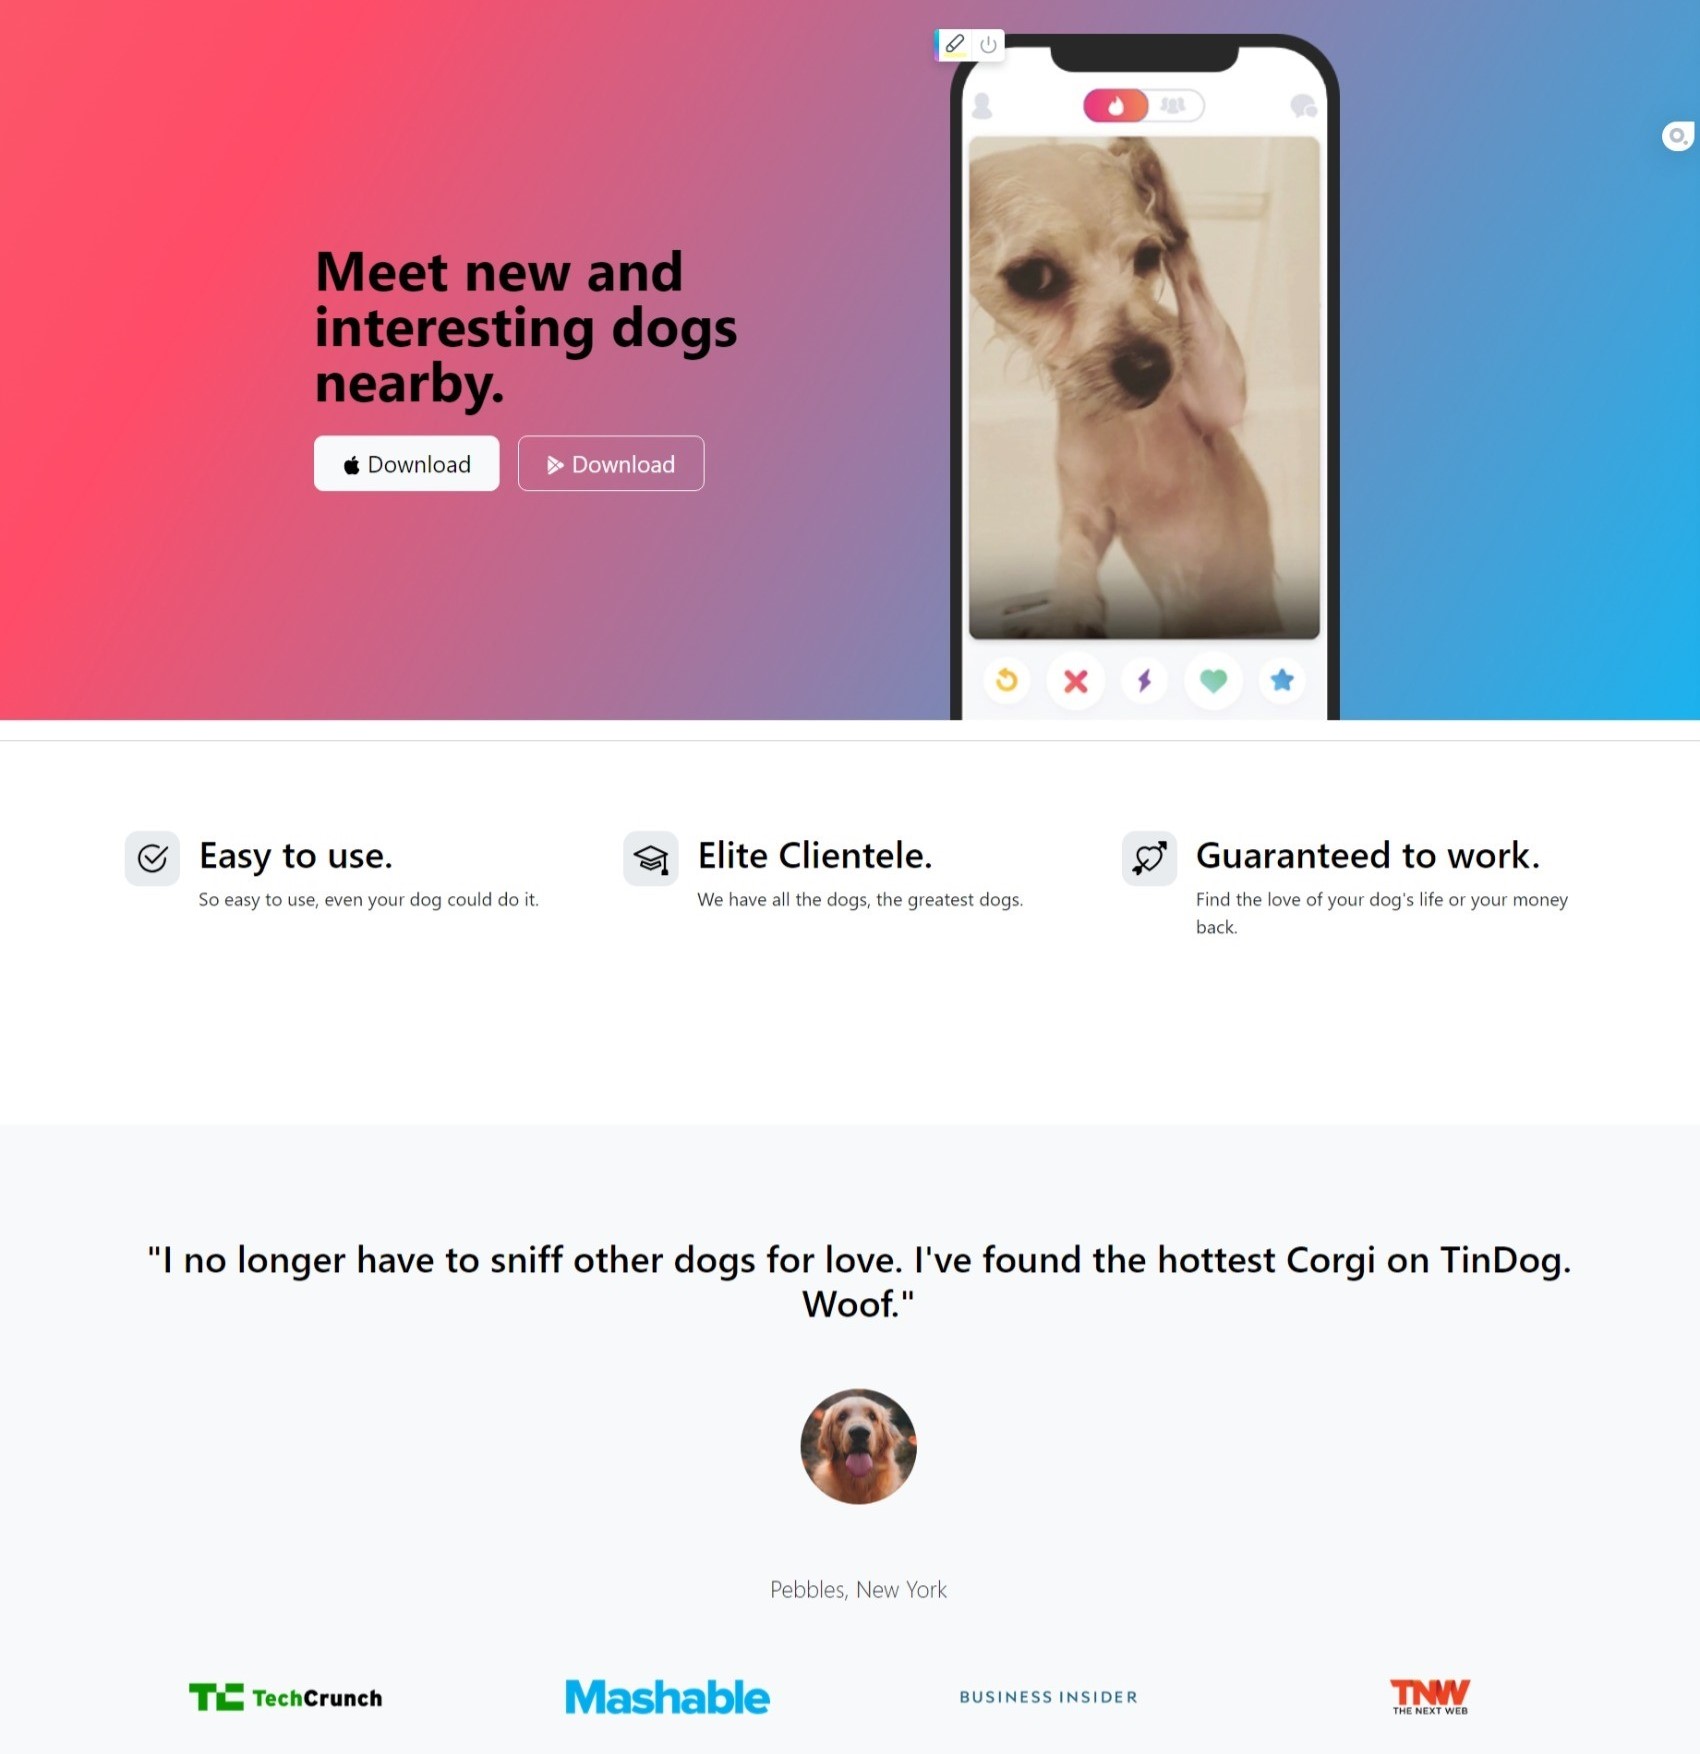 Meet new and
interesting dogs
nearby.
Download
Download
Easy to use.
So easy to use, even your dog could do it.
Elite Clientele.
We have all the dogs, the greatest dogs.
Guaranteed to work.
Find the love of your dog's life or your money
back.
"I no longer have to sniff other dogs for love. I've found the hottest Corgi on TinDog.
Woof."
Pebbles, New York
TC TechCrunch
Mashable
BUSINESS INSIDER
TNW
THE NEXT WEB